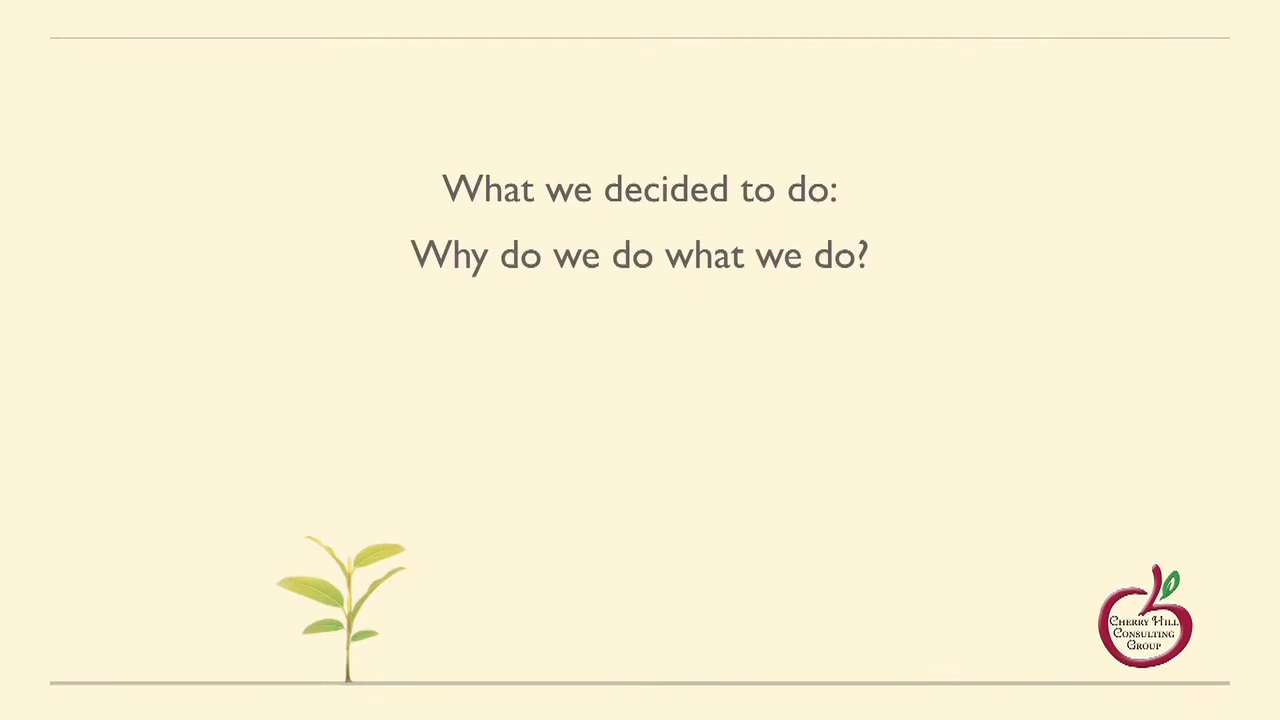 What we decided to do:
Why do we do what we do?
Cherry Hill
Consulting
Group